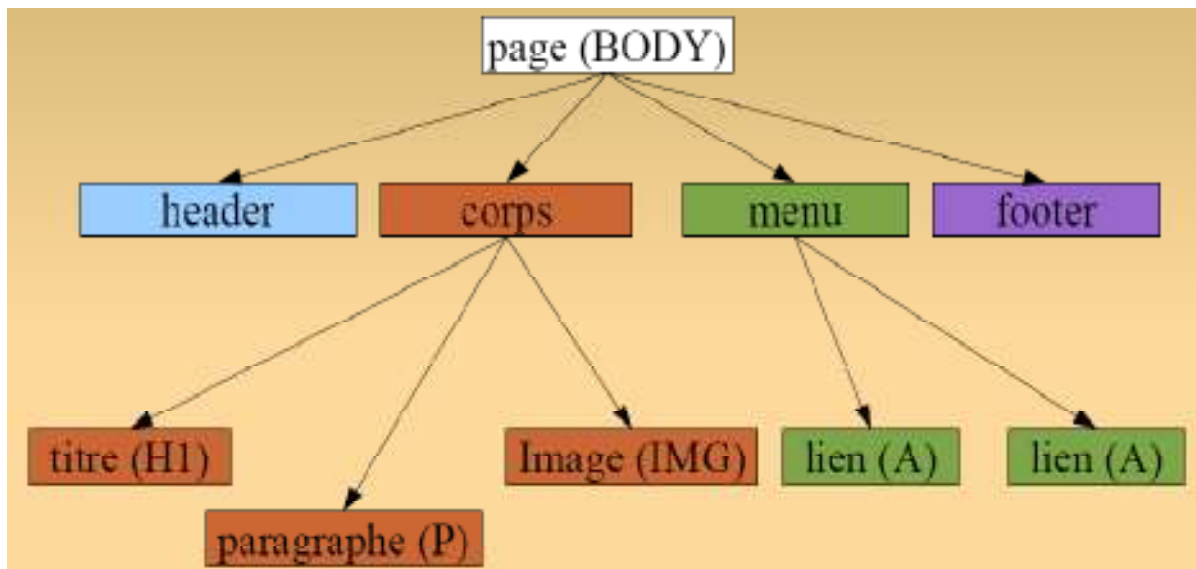 page (BODY)
header
corps
menu
footer
titre (H1)
Image (IMG)
lien (A)
lien (A)
paragraphe (P)